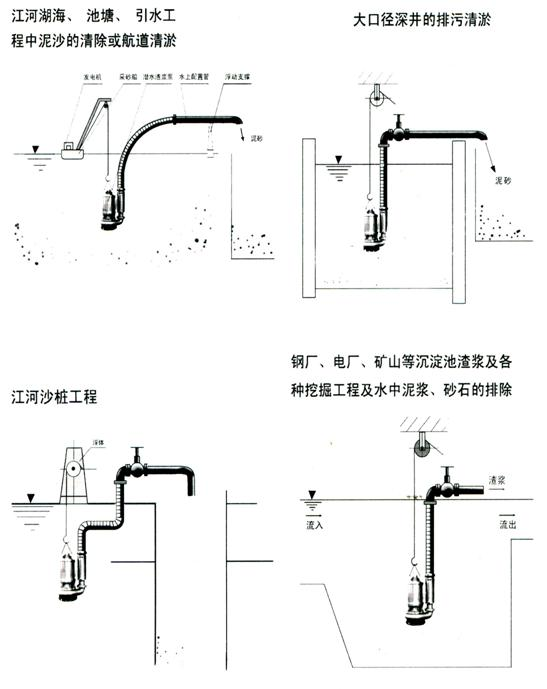 江河湖海、 池塘、 引水工
程中泥沙的清除或航道清淤
发电机 采砂船 潜水渣浆泵 水上配置管 浮动支撑
泥砂
大口径深井的排污清淤
泥砂
江河沙桩工程
浮体
钢厂、电厂、矿山等沉淀池渣浆及各
种挖掘工程及水中泥浆、砂石的排除
渣浆
流入
流出